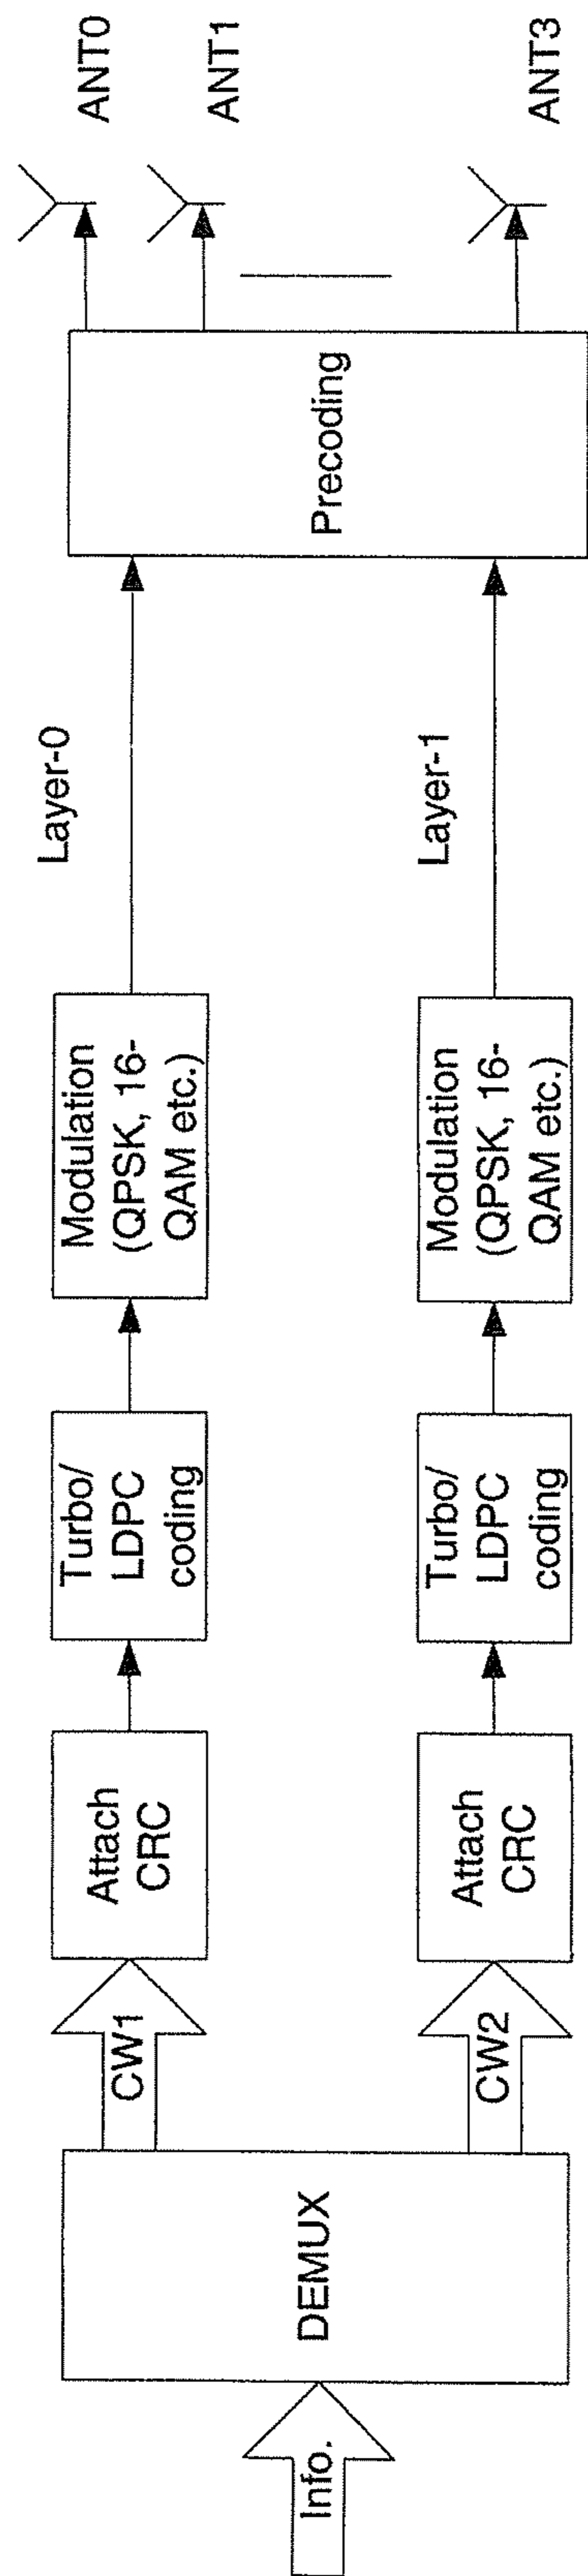 Info.
DEMUX
CW1
Attach
CRC
Turbo/
LDPC
coding
Modulation
(QPSK, 16-
QAM etc.)
Layer-0
CW2
Attach
CRC
Turbo/
LDPC
coding
Modulation
(QPSK, 16-
QAM etc.)
Layer-1
Precoding
ANT0
ANT1
ANT3